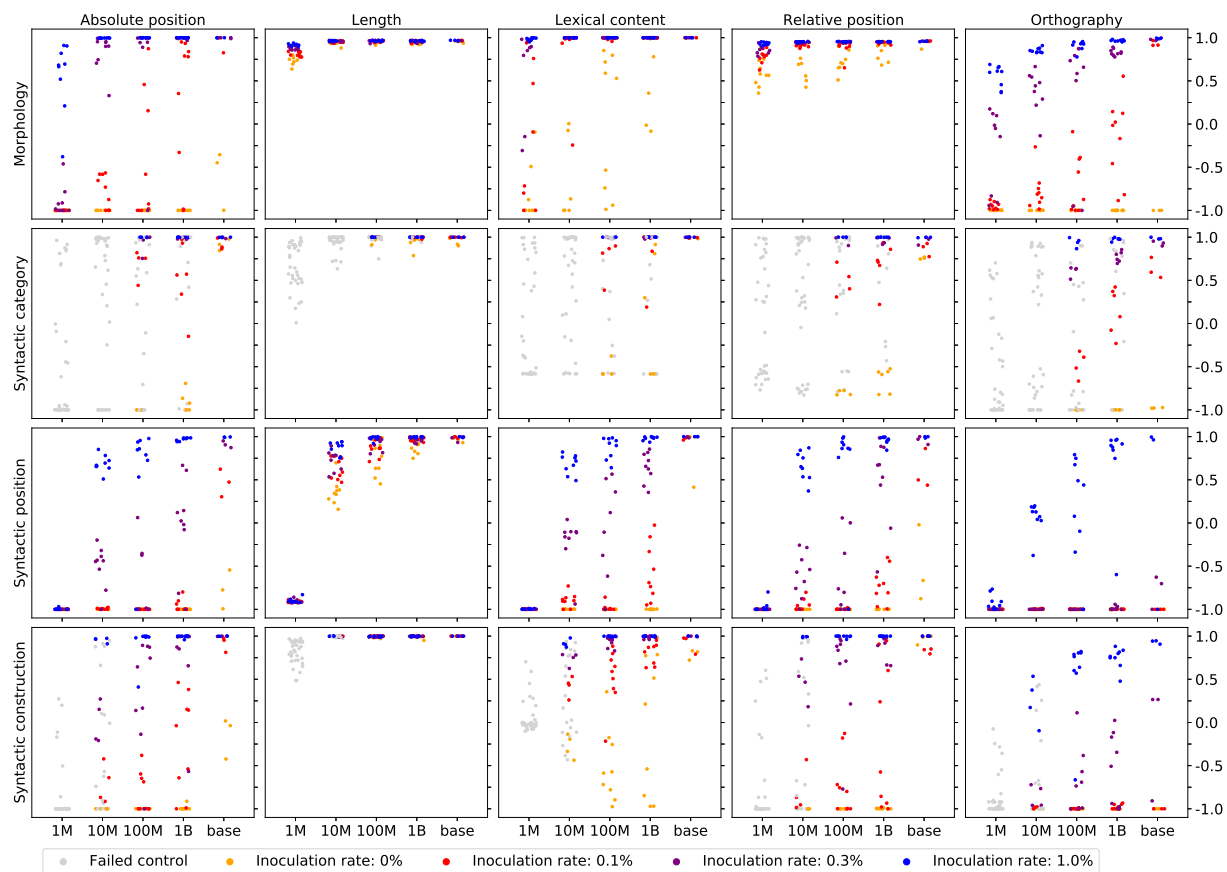 Absolute position Length Lexical content Relative position Orthography
Morphology
1.0
0.5
0.0
-0.5
-1.0
Syntactic category
1.0
0.5
0.0
-0.5
-1.0
Syntactic position
1.0
0.5
0.0
-0.5
-1.0
Syntactic construction
1.0
0.5
0.0
-0.5
-1.0
1M 10M 100M 1B base 1M 10M 100M 1B base 1M 10M 100M 1B base 1M 10M 100M 1B base 1M 10M 100M 1B base
Failed control Inoculation rate: 0% Inoculation rate: 0.1% Inoculation rate: 0.3% Inoculation rate: 1.0%